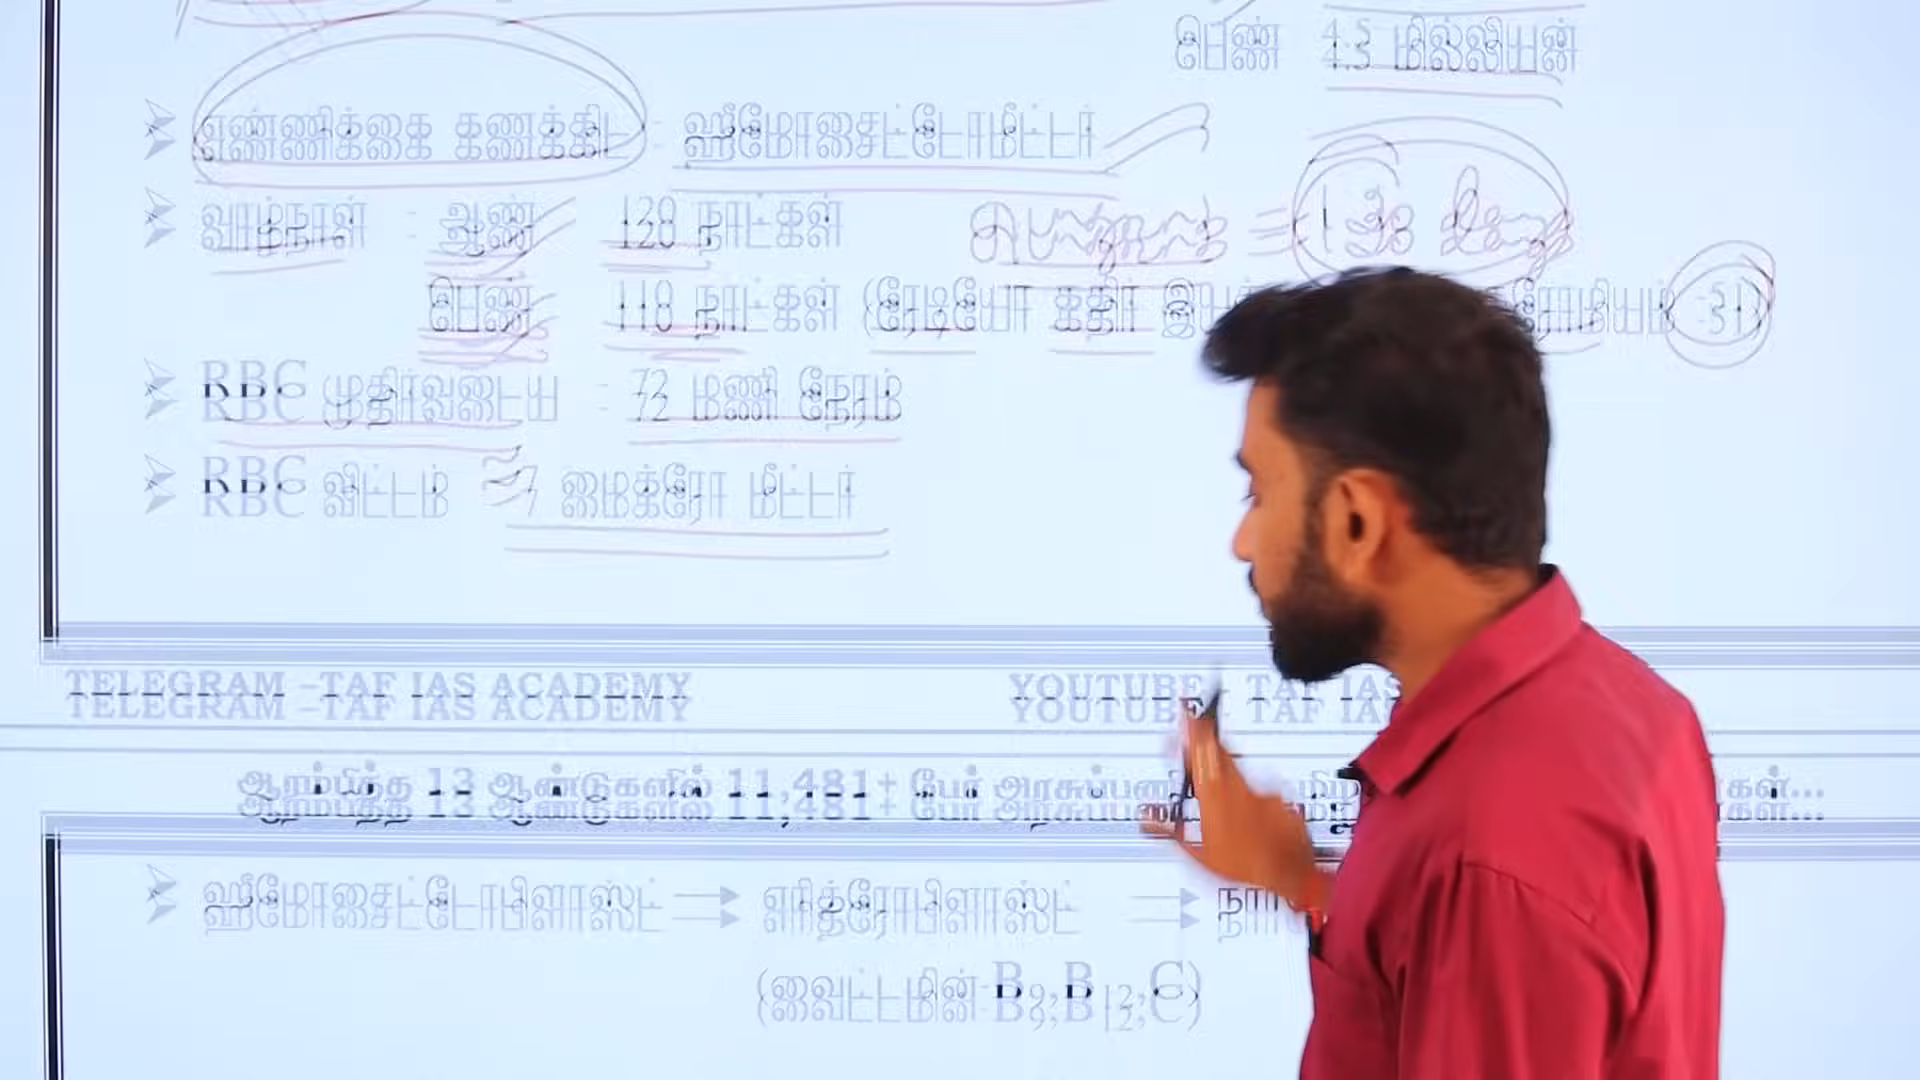 பெண் 4.5 மில்லியன்
எண்ணிக்கை கணக்கிட : ஹீமோசைட்டோமீட்டர்
வாழ்நாள் : ஆண் 120 நாட்கள்
பெண் 110 நாட்கள் (ரேடியோ கதிர் ரோமியம் -51)
RBC முதிர்வடைய : 72 மணி நேரம்
RBC விட்டம் ≈ 7 மைக்ரோ மீட்டர்
TELEGRAM –TAF IAS ACADEMY YOUTUBE TAF IAS
ஆரம்பித்த 13 ஆண்டுகளில் 11,481+ பேர்
ஹீமோசைட்டோபிளாஸ்ட் → எரித்ரோபிளாஸ்ட் →
(வைட்டமின் B9,B12,C)